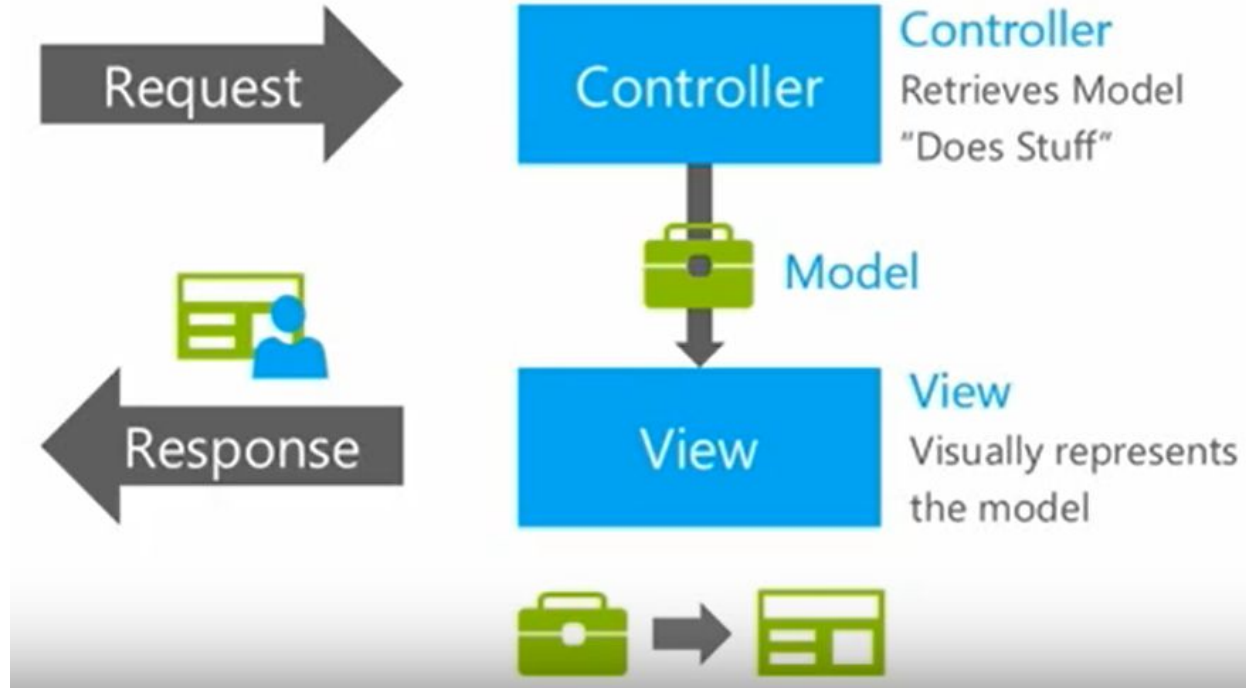 Request
Controller
Controller
Retrieves Model
"Does Stuff"
Model
Response
View
View
Visually represents
the model